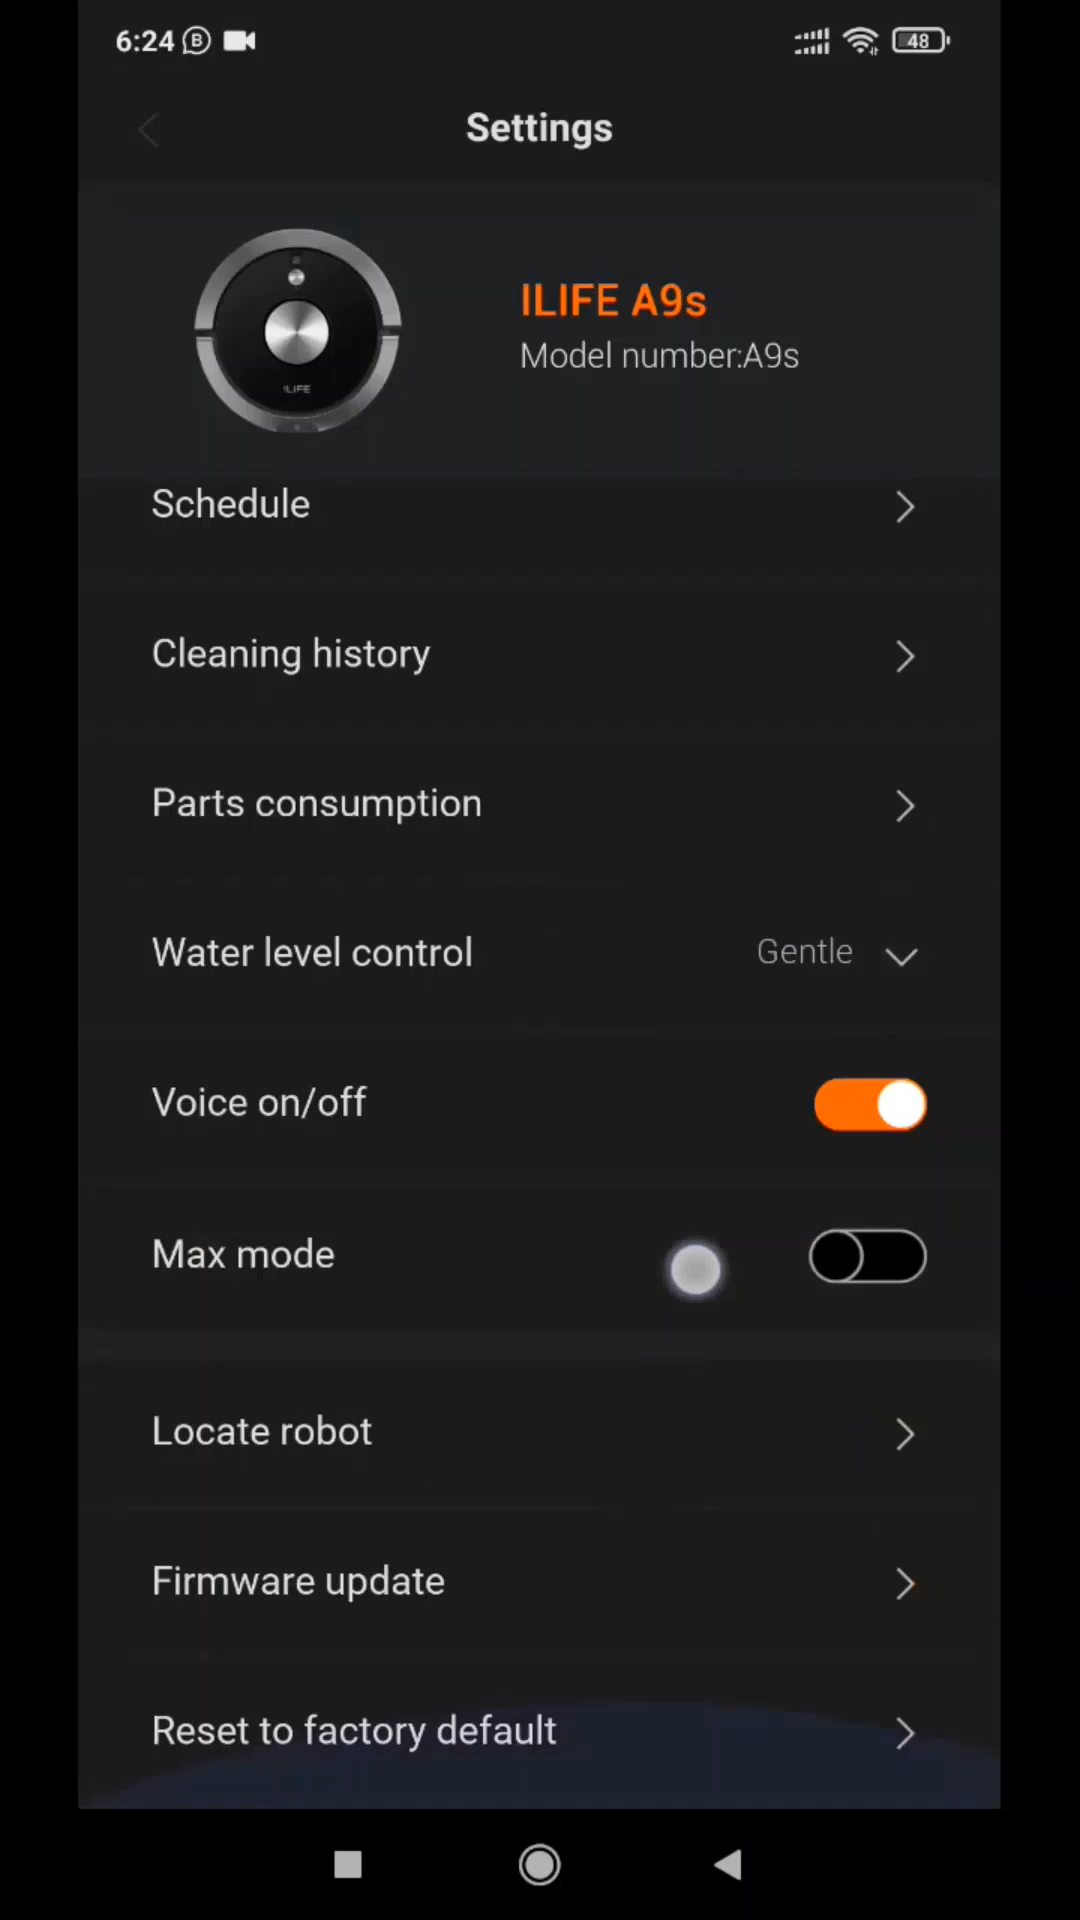 6:24 B 48
Settings
ILIFE
ILIFE A9s
Model number:A9s
Schedule
Cleaning history
Parts consumption
Water level control Gentle
Voice on/off
Max mode
Locate robot
Firmware update
Reset to factory default